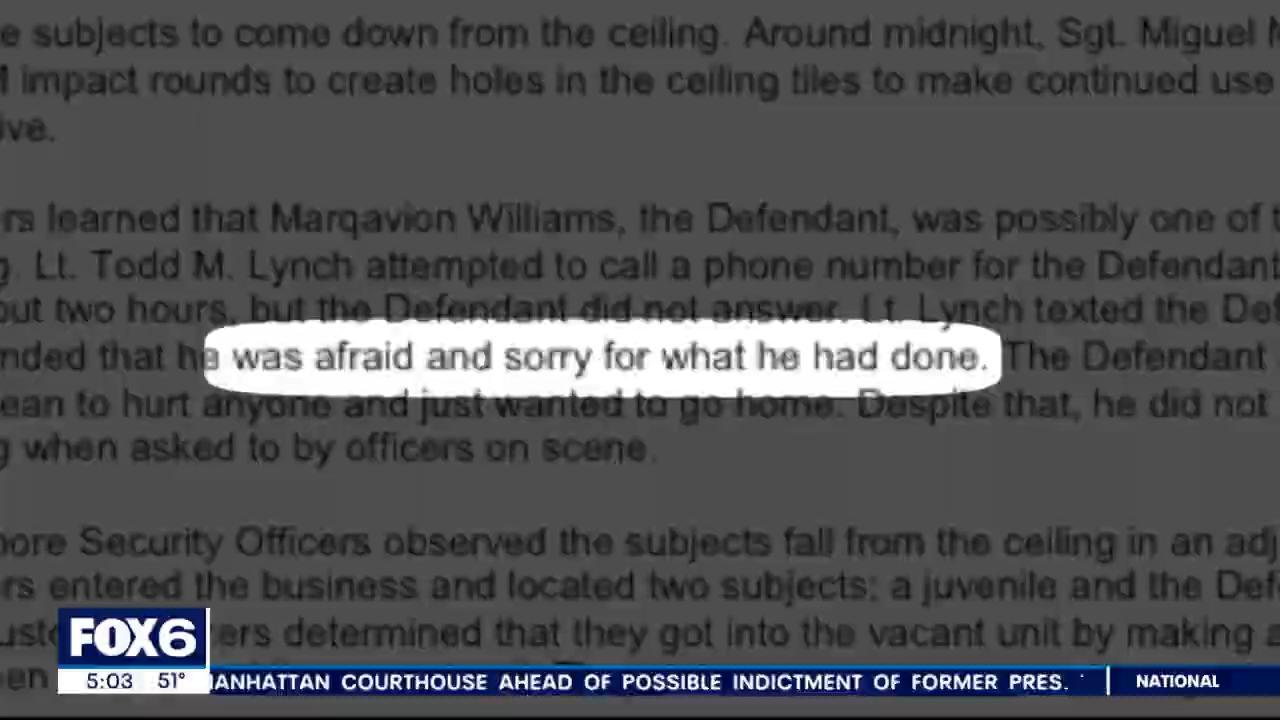 e subjects to come down from the ceiling. Around midnight, Sgt. Miguel
impact rounds to create holes in the ceiling tiles to make continued use
ive.
rs learned that Marqavion Williams, the Defendant, was possibly one of
g. Lt. Todd M. Lynch attempted to call a phone number for the Defendant
out two hours, but the Defendant did not answer. Lt. Lynch texted the Def
nded that he was afraid and sorry for what he had done. The Defendant
ean to hurt anyone and just wanted to go home. Despite that, he did not
g when asked to by officers on scene.
more Security Officers observed the subjects fall from the ceiling in an adj
rs entered the business and located two subjects: a juvenile and the Def
ers determined that they got into the vacant unit by making a
FOX6
5:03 51°
MANHATTAN COURTHOUSE AHEAD OF POSSIBLE INDICTMENT OF FORMER PRES. NATIONAL